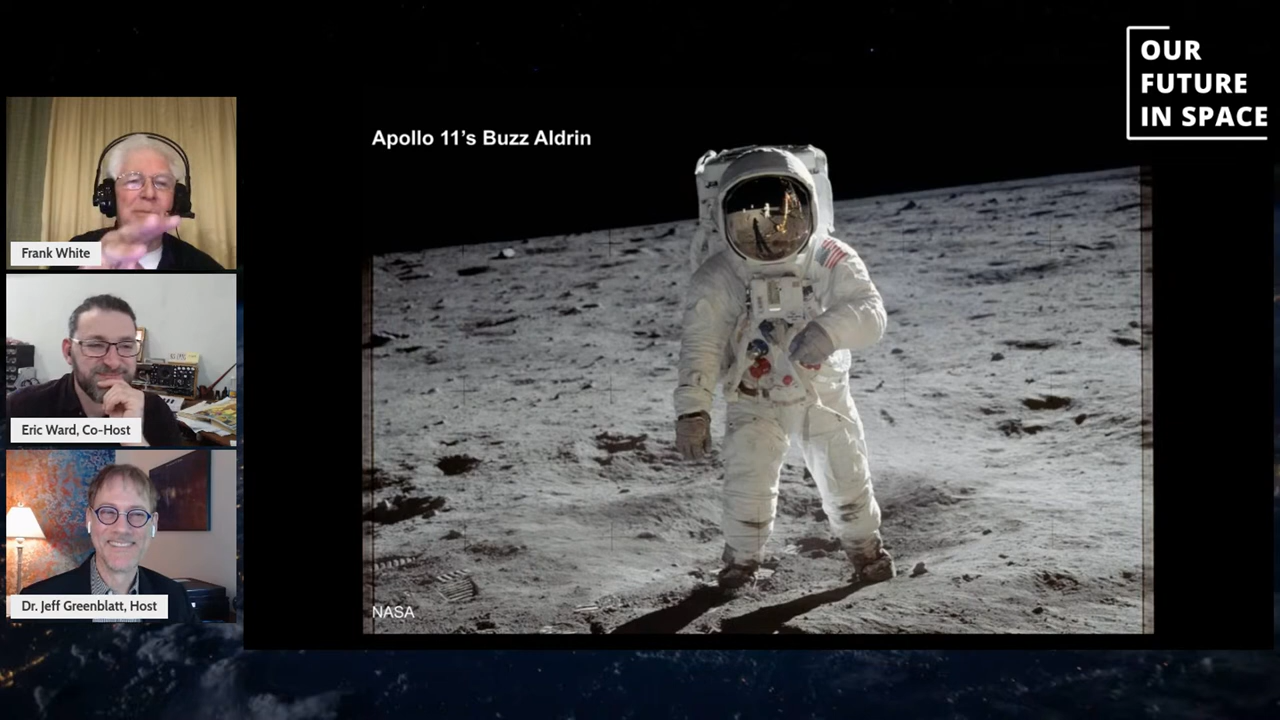 OUR
FUTURE
IN SPACE
Apollo 11’s Buzz Aldrin
Frank White
Eric Ward, Co-Host
Dr. Jeff Greenblatt, Host
NASA